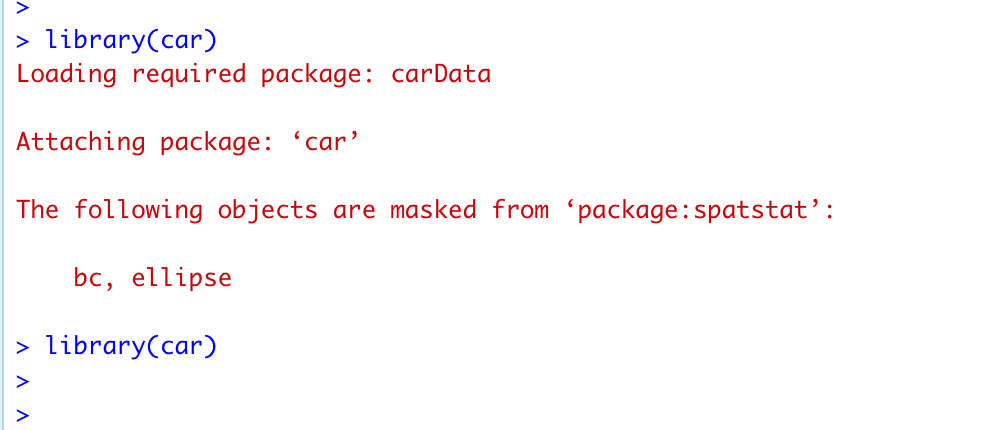 >
> library(car)
Loading required package: carData
Attaching package: ‘car’
The following objects are masked from ‘package:spatstat’:
    bc, ellipse
> library(car)
>
>